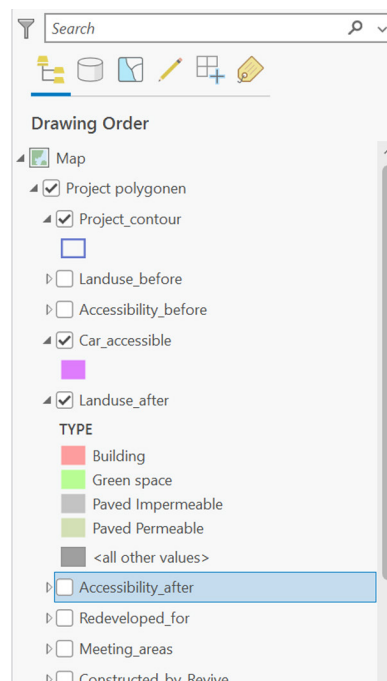 Search
Drawing Order
Map
Project polygonen
Project_contour
Landuse_before
Accessibility_before
Car_accessible
Landuse_after
TYPE
Building
Green space
Paved Impermeable
Paved Permeable
<all other values>
Accessibility_after
Redeveloped_for
Meeting_areas
Constructed_by_Revive